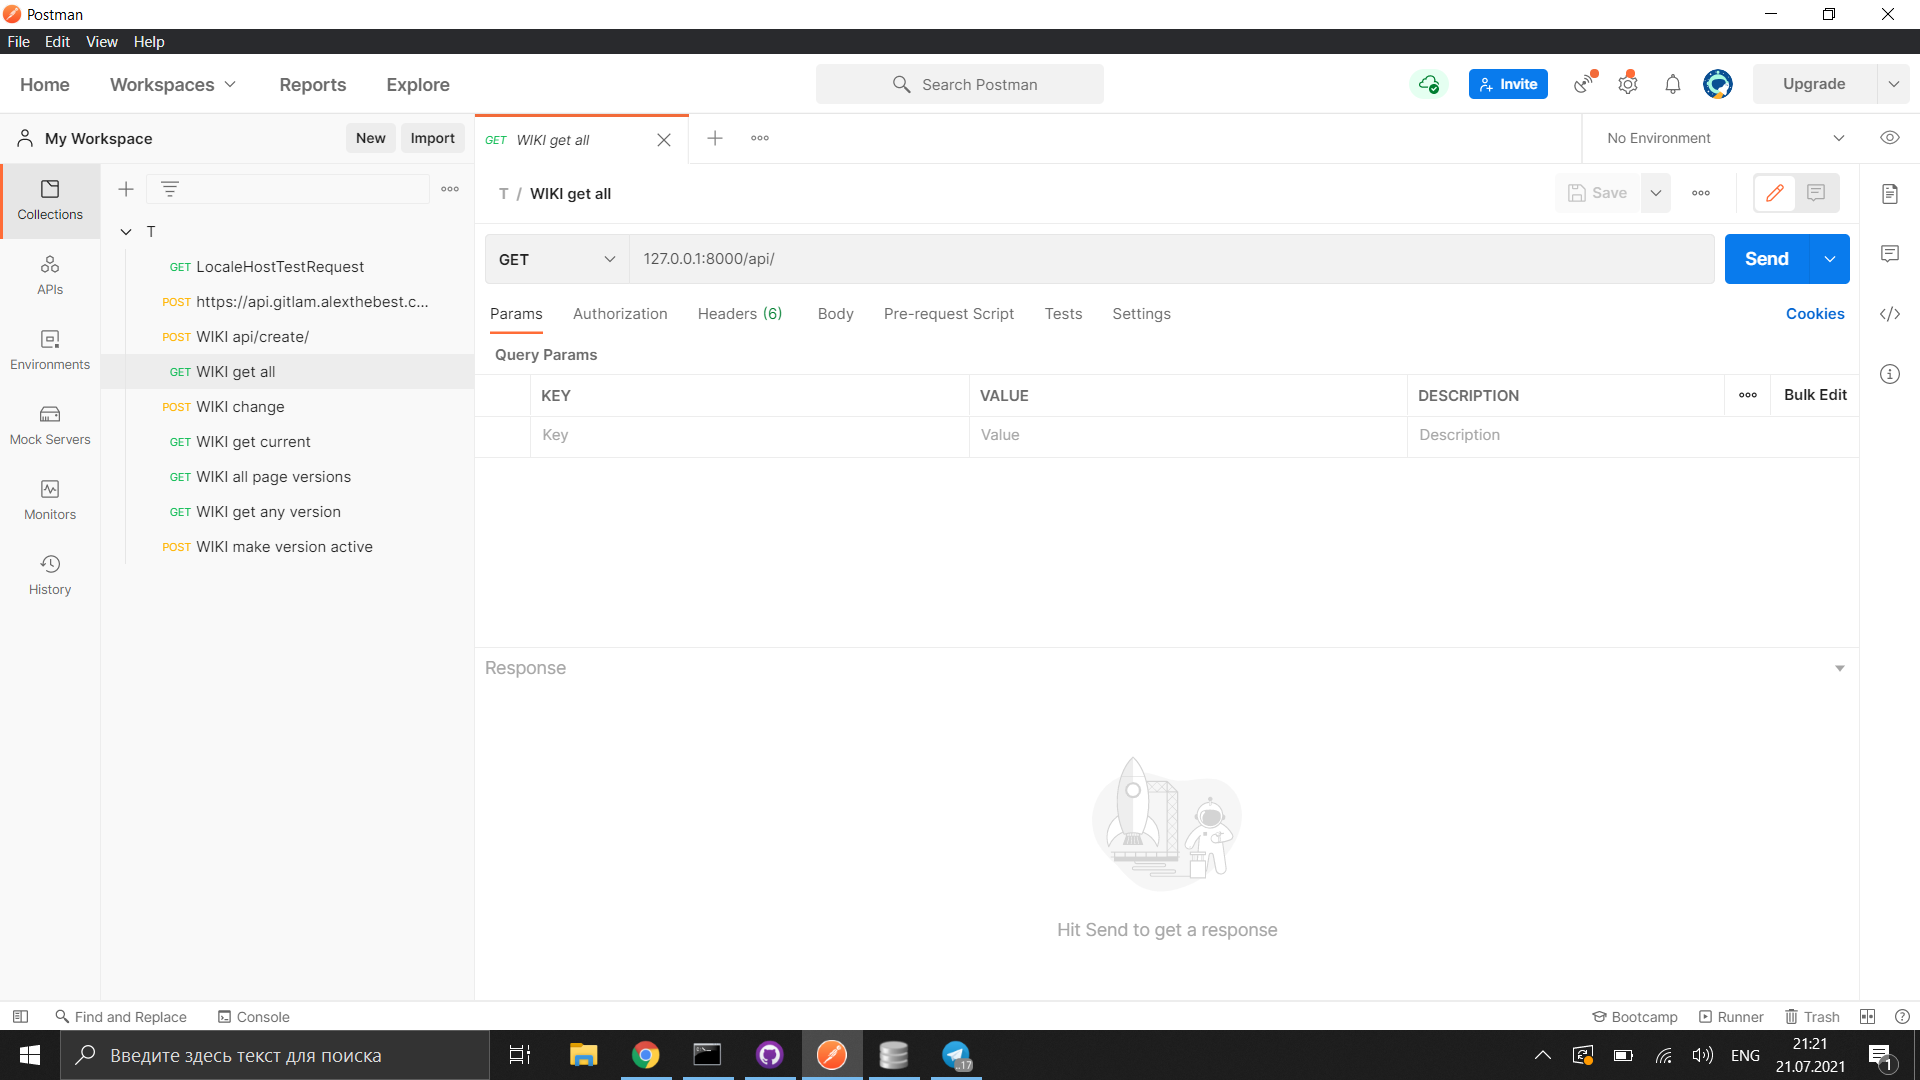 Postman
File Edit View Help
Home Workspaces Reports Explore Search Postman Invite Upgrade
My Workspace New Import GET WIKI get all No Environment
T / WIKI get all Save
Collections
APIs
Environments
Mock Servers
Monitors
History
T
GET LocaleHostTestRequest
POST https://api.gitlam.alexthebest.c...
POST WIKI api/create/
GET WIKI get all
POST WIKI change
GET WIKI get current
GET WIKI all page versions
GET WIKI get any version
POST WIKI make version active
GET 127.0.0.1:8000/api/ Send
Params Authorization Headers (6) Body Pre-request Script Tests Settings Cookies
Query Params
KEY VALUE DESCRIPTION Bulk Edit
Key Value Description
Response
Hit Send to get a response
Find and Replace Console Bootcamp Runner Trash
Введите здесь текст для поиска
17
ENG
21:21
21.07.2021
1